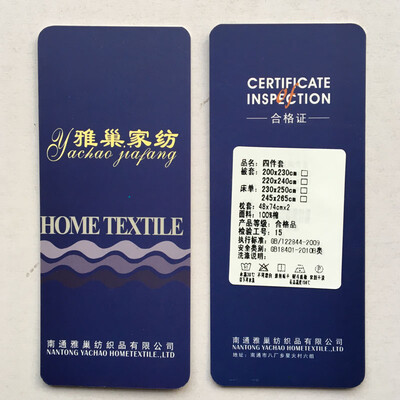 雅巢家纺
Yachao jiafang
HOME TEXTILE
南通雅巢纺织品有限公司
NANTONG YACHAO HOMETEXTILE.,LTD
CERTIFICATE
of
INSPECTION
合格证
品名: 四件套
被套: 200x230cm □
220x240cm □
床单: 230x250cm □
245x265cm □
枕套: 48x74cmx2
面料: 100%棉
产品等级: 合格品
检验工号: 15
执行标准: GB/T22844-2009
安全类别: GB18401-2010B类
洗涤说明:
南通雅巢纺织品有限公司
NANTONG YACHAO HOMETEXTILE.,LTD